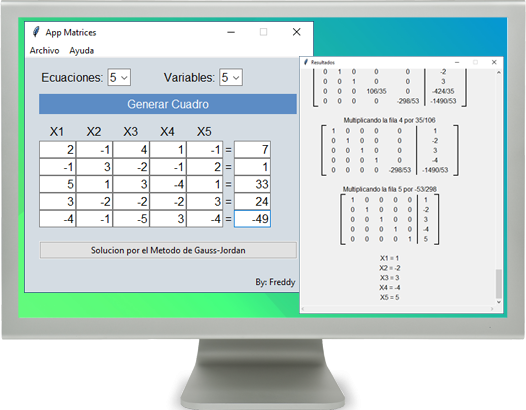 App Matrices
Archivo Ayuda
Ecuaciones: 5 Variables: 5
Generar Cuadro
X1 X2 X3 X4 X5
2 -1 4 1 -1 = 7
-1 3 -2 -1 2 = 1
5 1 3 -4 1 = 33
3 -2 -2 -2 3 = 24
-4 -1 -5 3 -4 = -49
Solucion por el Metodo de Gauss-Jordan
By: Freddy
Resultados
0 1 0 0 0 -2
0 0 1 0 0 3
0 0 0 106/35 0 -424/35
0 0 0 0 -298/53 -1490/53
Multiplicando la fila 4 por 35/106
1 0 0 0 0 1
0 1 0 0 0 -2
0 0 1 0 0 3
0 0 0 1 0 -4
0 0 0 0 -298/53 -1490/53
Multiplicando la fila 5 por -53/298
1 0 0 0 0 1
0 1 0 0 0 -2
0 0 1 0 0 3
0 0 0 1 0 -4
0 0 0 0 1 5
X1 = 1
X2 = -2
X3 = 3
X4 = -4
X5 = 5